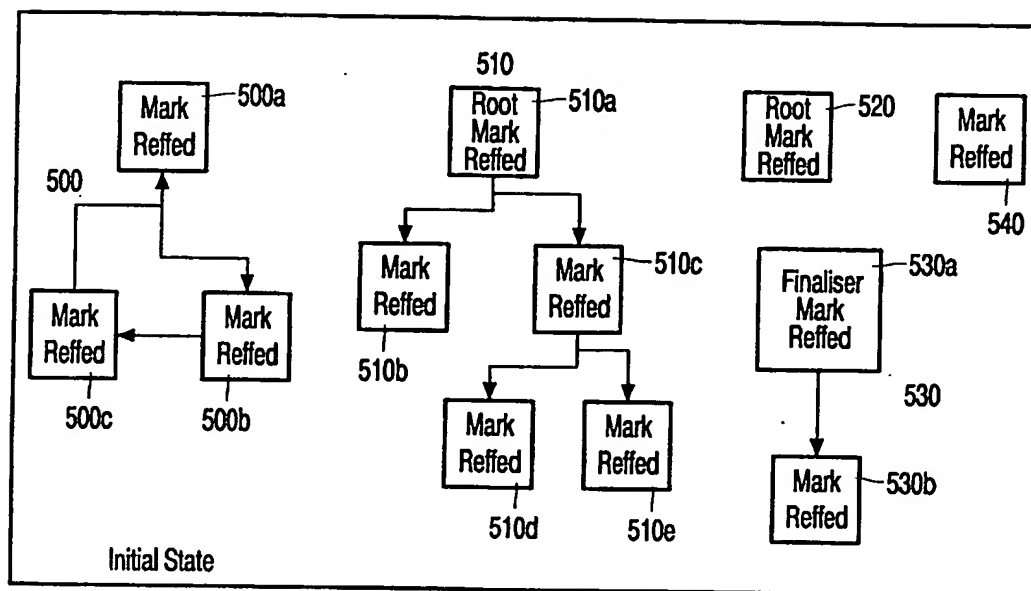 500
Mark
Reffed
500a
Mark
Reffed
500c
Mark
Reffed
500b
510
Root
Mark
Reffed
510a
Mark
Reffed
510b
Mark
Reffed
510c
Mark
Reffed
510d
Mark
Reffed
510e
Root
Mark
Reffed
520
Mark
Reffed
540
Finaliser
Mark
Reffed
530a
530
Mark
Reffed
530b
Initial State